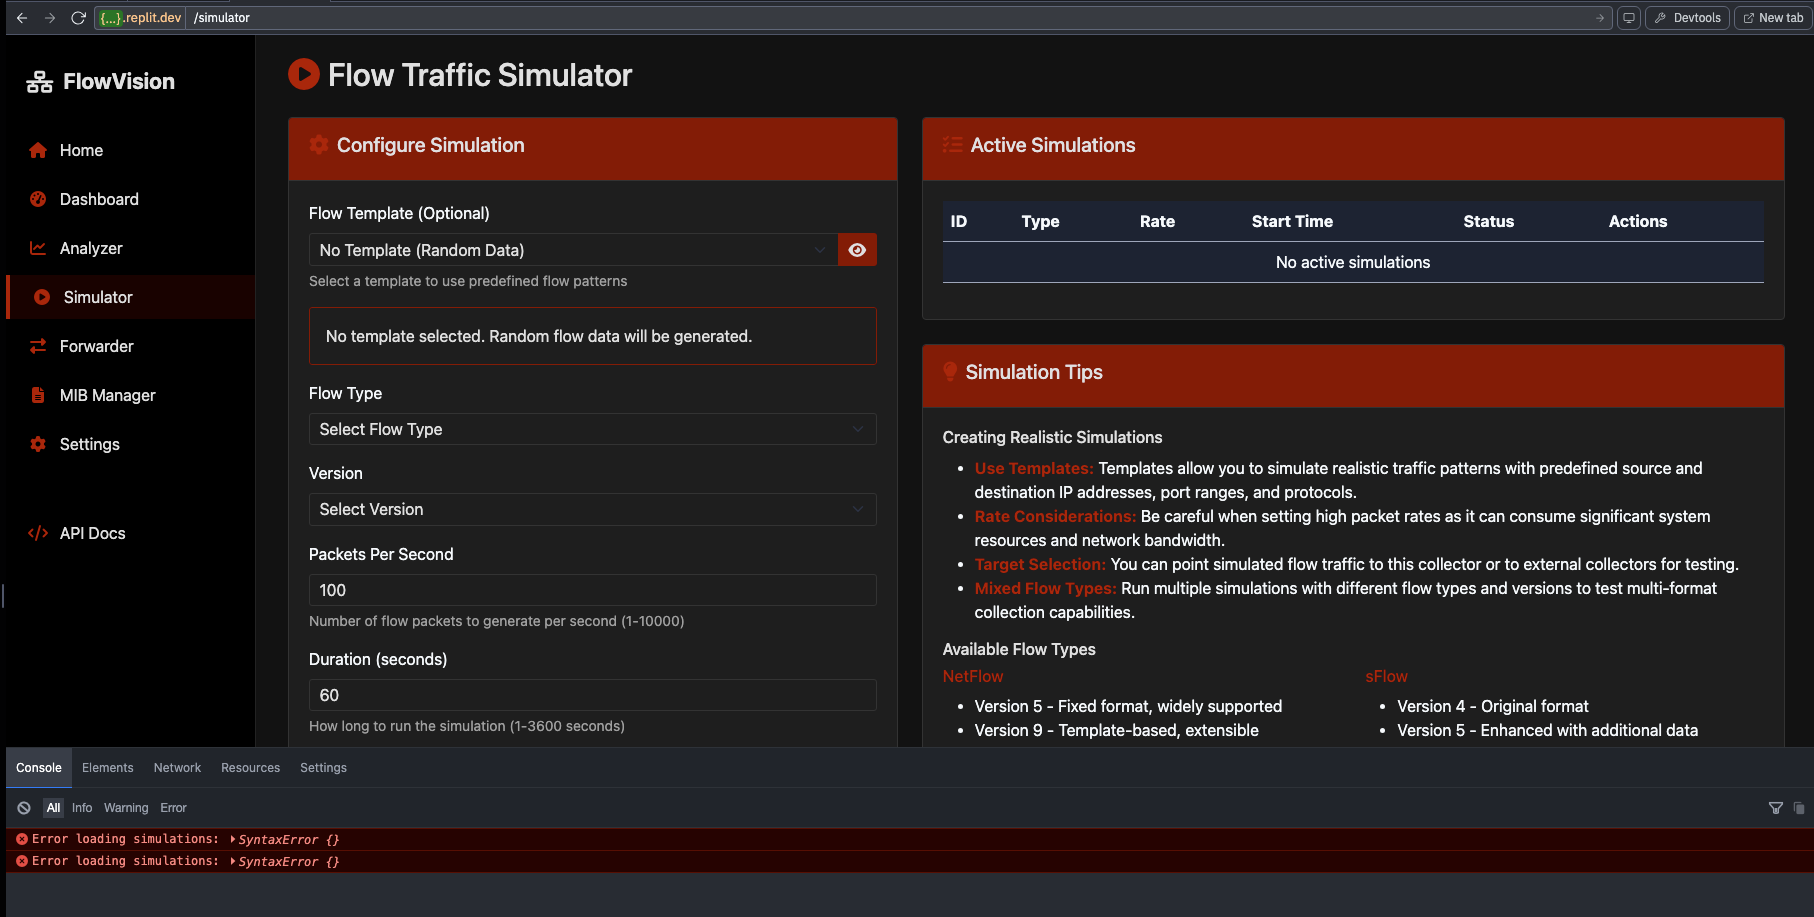 {...}.replit.dev /simulator
Devtools
New tab
FlowVision
Home
Dashboard
Analyzer
Simulator
Forwarder
MIB Manager
Settings
API Docs
Flow Traffic Simulator
Configure Simulation
Flow Template (Optional)
No Template (Random Data)
Select a template to use predefined flow patterns
No template selected. Random flow data will be generated.
Flow Type
Select Flow Type
Version
Select Version
Packets Per Second
100
Number of flow packets to generate per second (1-10000)
Duration (seconds)
60
How long to run the simulation (1-3600 seconds)
Active Simulations
ID Type Rate Start Time Status Actions
No active simulations
Simulation Tips
Creating Realistic Simulations
• Use Templates: Templates allow you to simulate realistic traffic patterns with predefined source and
destination IP addresses, port ranges, and protocols.
• Rate Considerations: Be careful when setting high packet rates as it can consume significant system
resources and network bandwidth.
• Target Selection: You can point simulated flow traffic to this collector or to external collectors for testing.
• Mixed Flow Types: Run multiple simulations with different flow types and versions to test multi-format
collection capabilities.
Available Flow Types
NetFlow
• Version 5 - Fixed format, widely supported
• Version 9 - Template-based, extensible
sFlow
• Version 4 - Original format
• Version 5 - Enhanced with additional data
Console Elements Network Resources Settings
All Info Warning Error
Error loading simulations: SyntaxError {}
Error loading simulations: SyntaxError {}